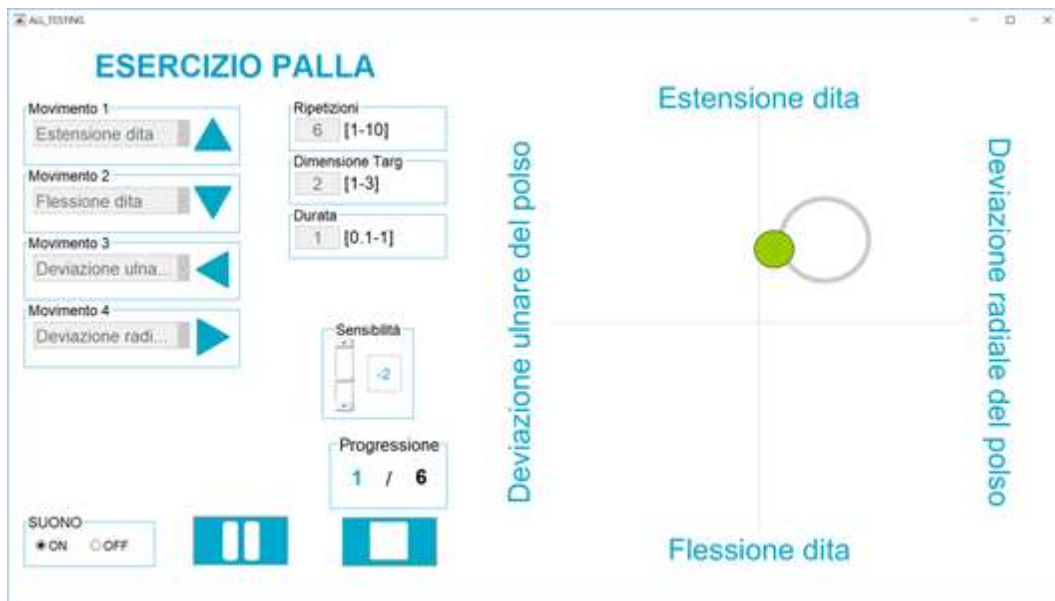 ALL_TESTING
ESERCIZIO PALLA
Movimento 1
Estensione dita
Movimento 2
Flessione dita
Movimento 3
Deviazione ulna...
Movimento 4
Deviazione radi...
Ripetizioni
6 [1-10]
Dimensione Targ
2 [1-3]
Durata
1 [0.1-1]
Sensibilità
-2
Progressione
1 / 6
SUONO
ON OFF
Estensione dita
Deviazione ulnare del polso
Deviazione radiale del polso
Flessione dita